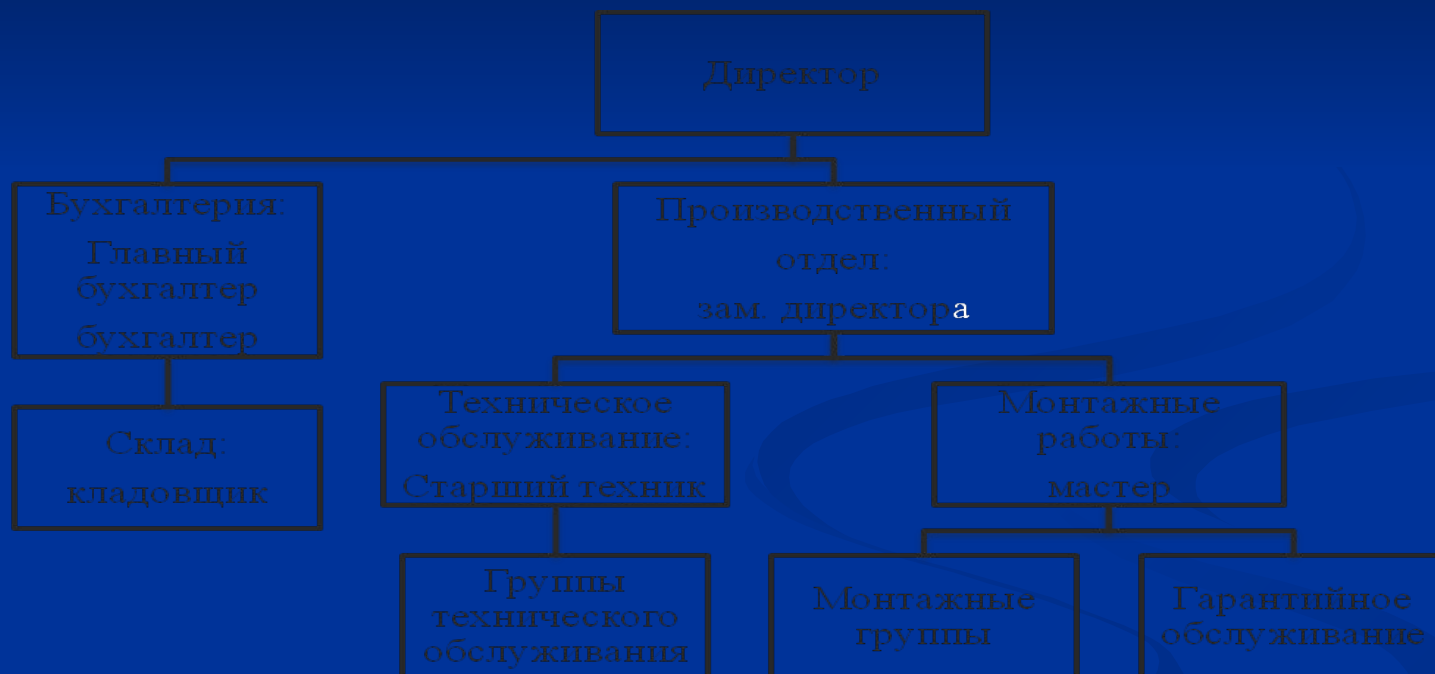 Директор
Бухгалтерия:
Главный
бухгалтер
бухгалтер
Производственный
отдел:
зам. директора
Склад:
кладовщик
Техническое
обслуживание:
Старший техник
Монтажные
работы:
мастер
Группы
технического
обслуживания
Монтажные
группы
Гарантийное
обслуживание